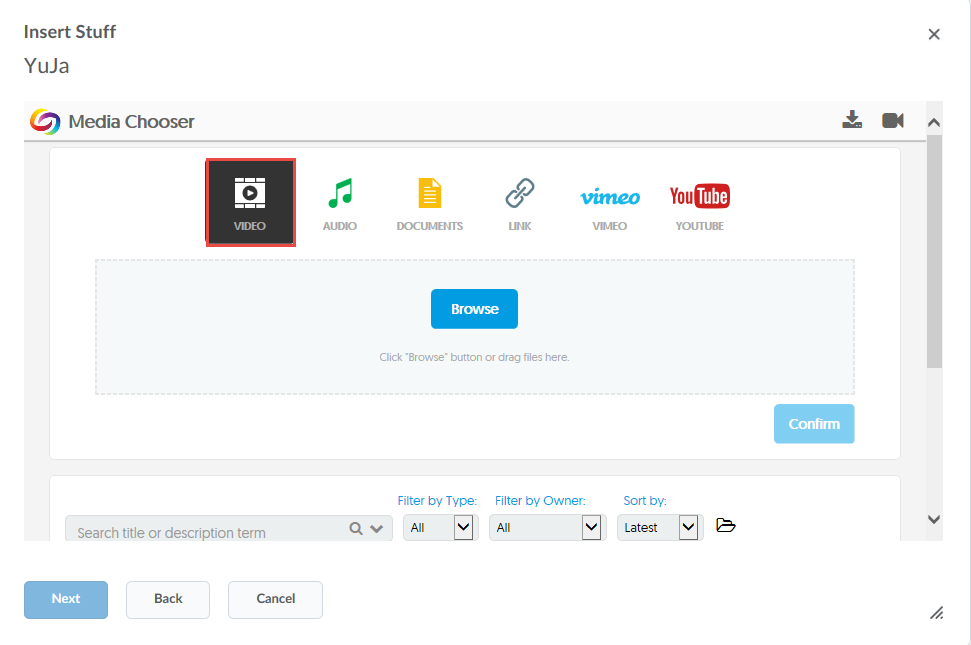 Insert Stuff
YuJa
Media Chooser
VIDEO AUDIO DOCUMENTS LINK vimeo VIMEO YouTube YOUTUBE
Browse
Click "Browse" button or drag files here.
Confirm
Filter by Type: Filter by Owner: Sort by:
Search title or description term All All Latest
Next Back Cancel